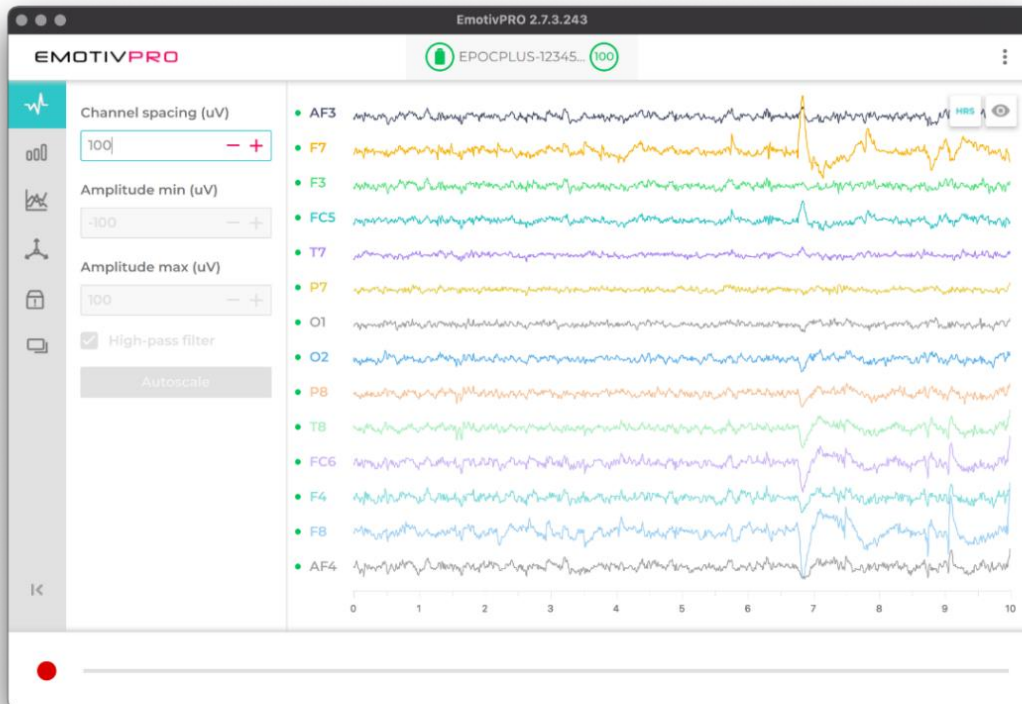 EmotivPRO 2.7.3.243
EMOTIVPRO
EPOCPLUS-12345...
100
Channel spacing (uV)
100
Amplitude min (uV)
-100
Amplitude max (uV)
100
High-pass filter
Autoscale
AF3
HRS
F7
F3
FC5
T7
P7
O1
O2
P8
T8
FC6
F4
F8
AF4
0 1 2 3 4 5 6 7 8 9 10